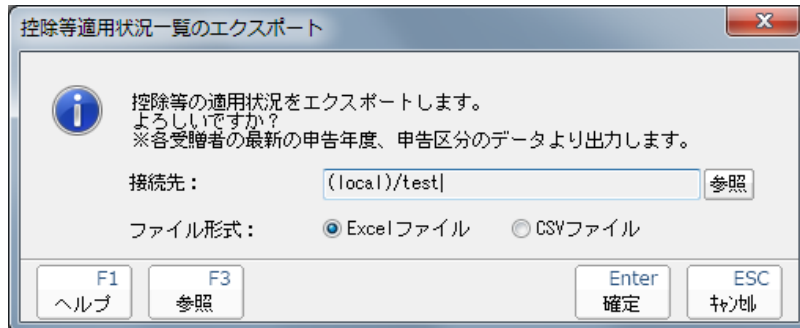 控除等適用状況一覧のエクスポート
控除等の適用状況をエクスポートします。
よろしいですか？
※各受贈者の最新の申告年度、申告区分のデータより出力します。
接続先： (local)/test 参照
ファイル形式： Excelファイル CSVファイル
F1 F3 Enter ESC
ヘルプ 参照 確定 ｷｬﾝｾﾙ